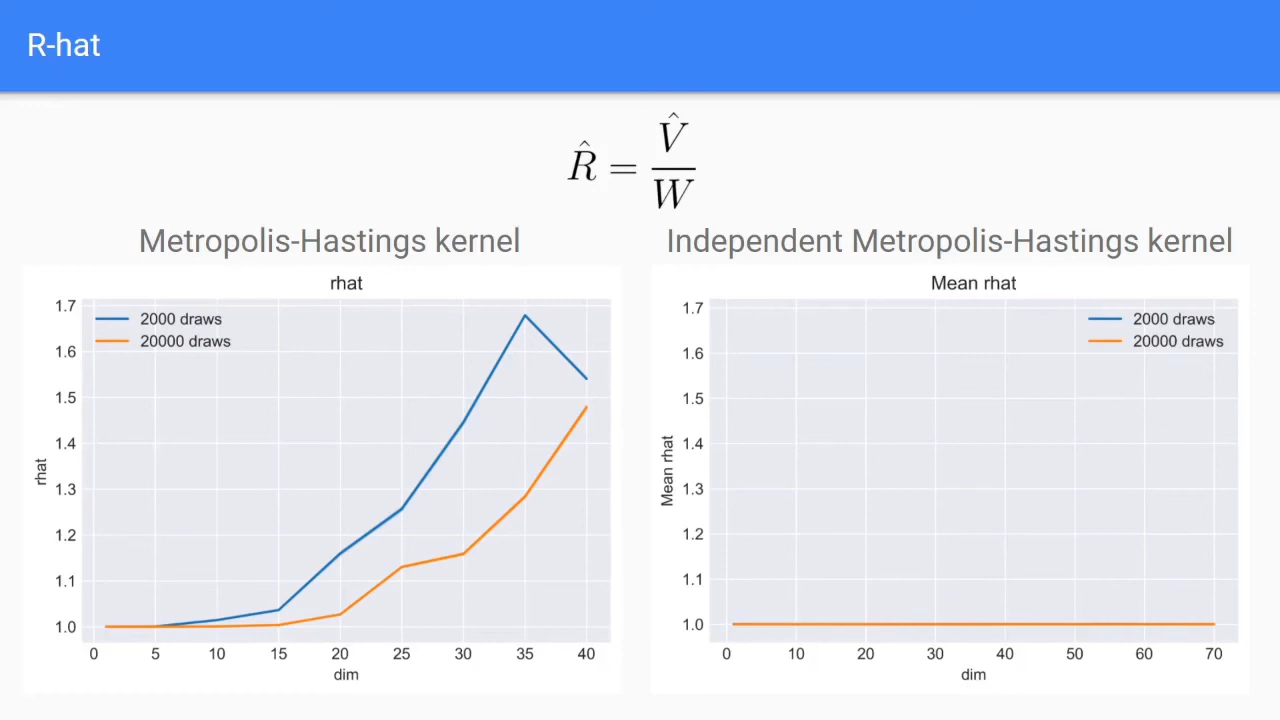 R-hat
R̂ = V̂ / W
Metropolis-Hastings kernel
rhat
2000 draws
20000 draws
1.7
1.6
1.5
1.4
1.3
1.2
1.1
1.0
rhat
0 5 10 15 20 25 30 35 40
dim
Independent Metropolis-Hastings kernel
Mean rhat
2000 draws
20000 draws
1.7
1.6
1.5
1.4
1.3
1.2
1.1
1.0
Mean rhat
0 10 20 30 40 50 60 70
dim